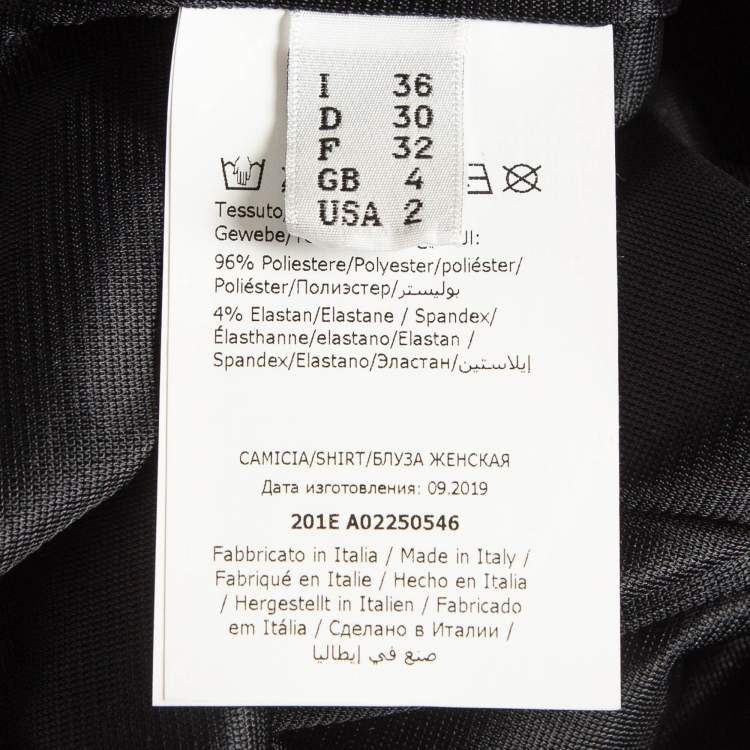 I 36
D 30
F 32
GB 4
USA 2
Tessuto/
Gewebe/
96% Poliestere/Polyester/poliéster/
Poliéster/Полиэстер/بوليستر
4% Elastan/Elastane / Spandex/
Élasthanne/elastano/Elastan /
Spandex/Elastano/Эластан/إيلاستين
CAMICIA/SHIRT/БЛУЗА ЖЕНСКАЯ
Дата изготовления: 09.2019
201E A02250546
Fabbricato in Italia / Made in Italy /
Fabriqué en Italie / Hecho en Italia
/ Hergestellt in Italien / Fabricado
em Itália / Сделано в Италии /
صنع في إيطاليا